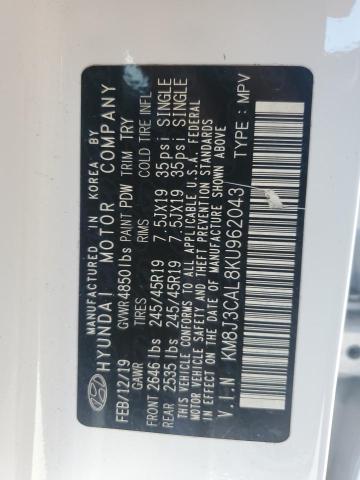 MANUFACTURED IN KOREA BY
HYUNDAI MOTOR COMPANY
FEB/12/19 GVWR 4850lbs PAINT PDW TRIM TRY
GAWR TIRES RIMS COLD TIRE INFL
FRONT 2646lbs 245/45R19 7.5JX19 35psi SINGLE
REAR 2535lbs 245/45R19 7.5JX19 35psi SINGLE
THIS VEHICLE CONFORMS TO ALL APPLICABLE U.S.A. FEDERAL
MOTOR VEHICLE SAFETY, BUMPER, AND THEFT PREVENTION STANDARDS
IN EFFECT ON THE DATE OF MANUFACTURE SHOWN ABOVE
V.I.N KM8J3CAL8KU962043 TYPE: MPV